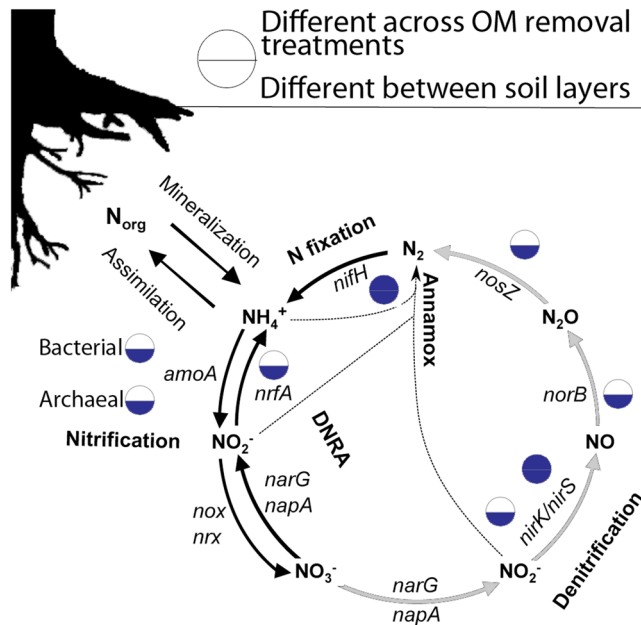 Different across OM removal
treatments
Different between soil layers
Mineralization
N_org
Assimilation
N fixation
N₂
nifH
nosZ
Annamox
NH₄⁺
N₂O
Bacterial
amoA
nrfA
Archaeal
norB
Nitrification
NO₂⁻
DNRA
NO
narG
napA
nox
nrx
nirK/nirS
NO₃⁻
NO₂⁻
Denitrification
narG
napA